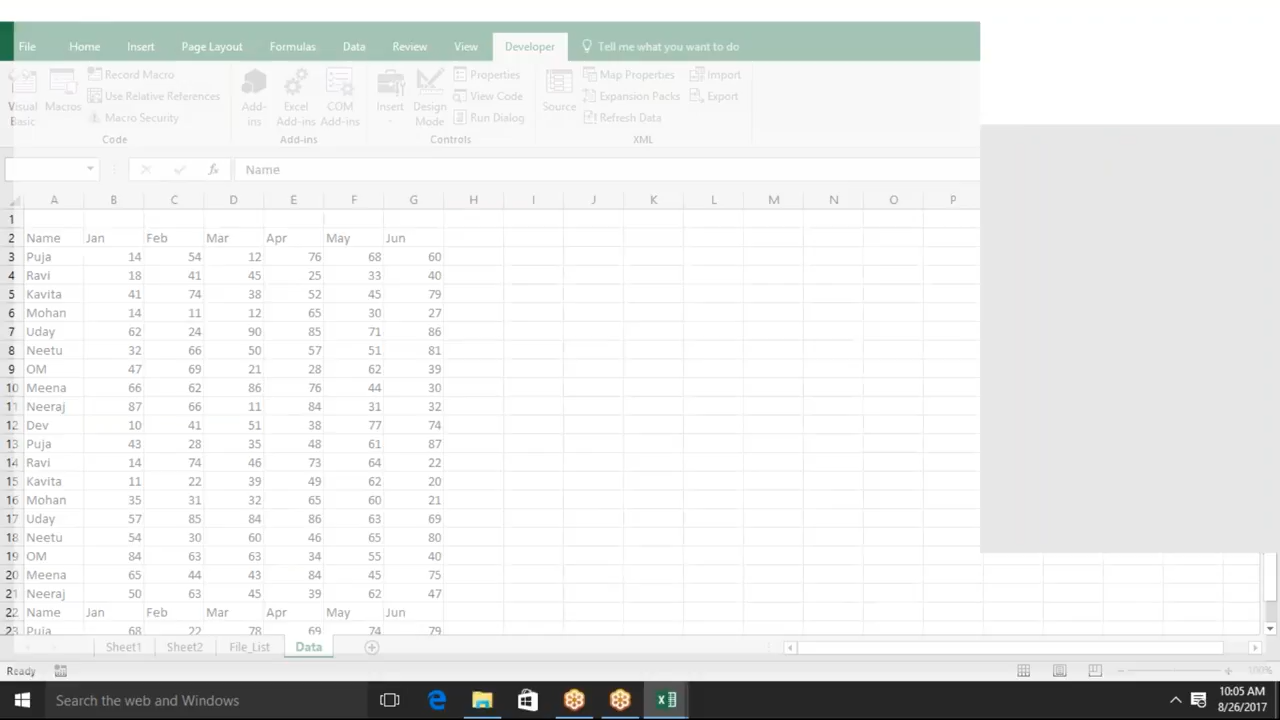 File Home Insert Page Layout Formulas Data Review View Developer Tell me what you want to do
Visual Basic Macros Record Macro Use Relative References Macro Security
Add-ins Excel Add-ins COM Add-ins
Insert Design Mode Properties View Code Run Dialog
Source Map Properties Expansion Packs Refresh Data Import Export
Code Add-ins Controls XML
fx Name
A B C D E F G H I J K L M N O P
1
2 Name Jan Feb Mar Apr May Jun
3 Puja 14 54 12 76 68 60
4 Ravi 18 41 45 25 33 40
5 Kavita 41 74 38 52 45 79
6 Mohan 14 11 12 65 30 27
7 Uday 62 24 90 85 71 86
8 Neetu 32 66 50 57 51 81
9 OM 47 69 21 28 62 39
10 Meena 66 62 86 76 44 30
11 Neeraj 87 66 11 84 31 32
12 Dev 10 41 51 38 77 74
13 Puja 43 28 35 48 61 87
14 Ravi 14 74 46 73 64 22
15 Kavita 11 22 39 49 62 20
16 Mohan 35 31 32 65 60 21
17 Uday 57 85 84 86 63 69
18 Neetu 54 30 60 46 65 80
19 OM 84 63 63 34 55 40
20 Meena 65 44 43 84 45 75
21 Neeraj 50 63 45 39 62 47
22 Name Jan Feb Mar Apr May Jun
23 Puja 68 22 78 69 74 79
Sheet1 Sheet2 File_List Data
Ready 100%
Search the web and Windows
10:05 AM
8/26/2017